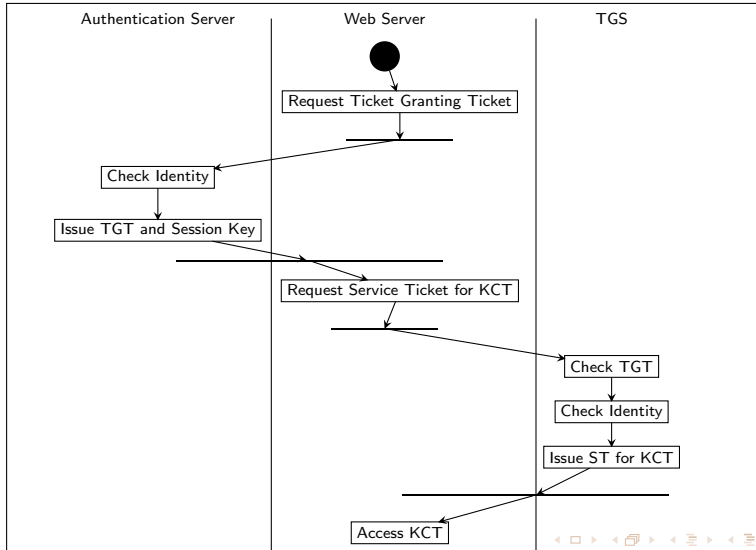 Authentication Server
Web Server
TGS
Request Ticket Granting Ticket
Check Identity
Issue TGT and Session Key
Request Service Ticket for KCT
Check TGT
Check Identity
Issue ST for KCT
Access KCT